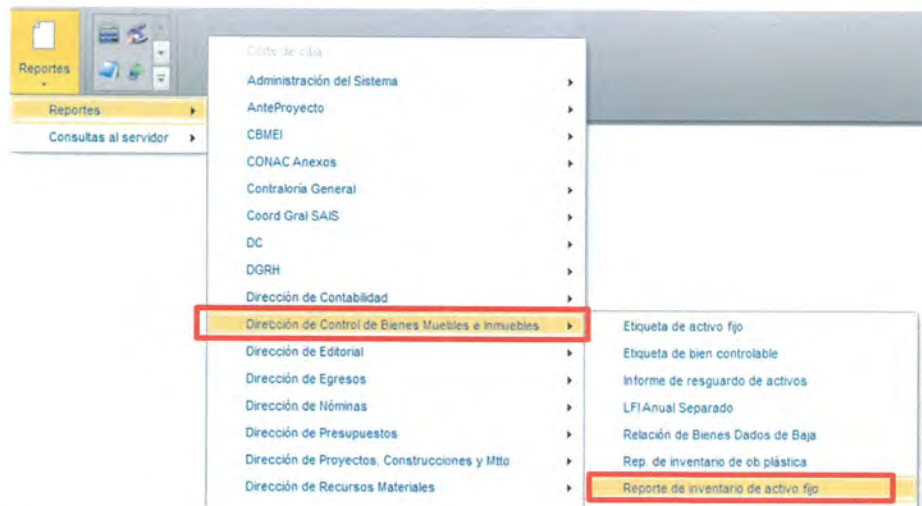 Reportes
Reportes
Consultas al servidor
Corte de caja
Administración del Sistema
AnteProyecto
CBMEI
CONAC Anexos
Contraloría General
Coord Gral SAIS
DC
DGRH
Dirección de Contabilidad
Dirección de Control de Bienes Muebles e Inmuebles
Dirección de Editorial
Dirección de Egresos
Dirección de Nóminas
Dirección de Presupuestos
Dirección de Proyectos, Construcciones y Mtto
Dirección de Recursos Materiales
Etiqueta de activo fijo
Etiqueta de bien controlable
Informe de resguardo de activos
LFI Anual Separado
Relación de Bienes Dados de Baja
Rep. de inventario de ob plástica
Reporte de inventario de activo fijo